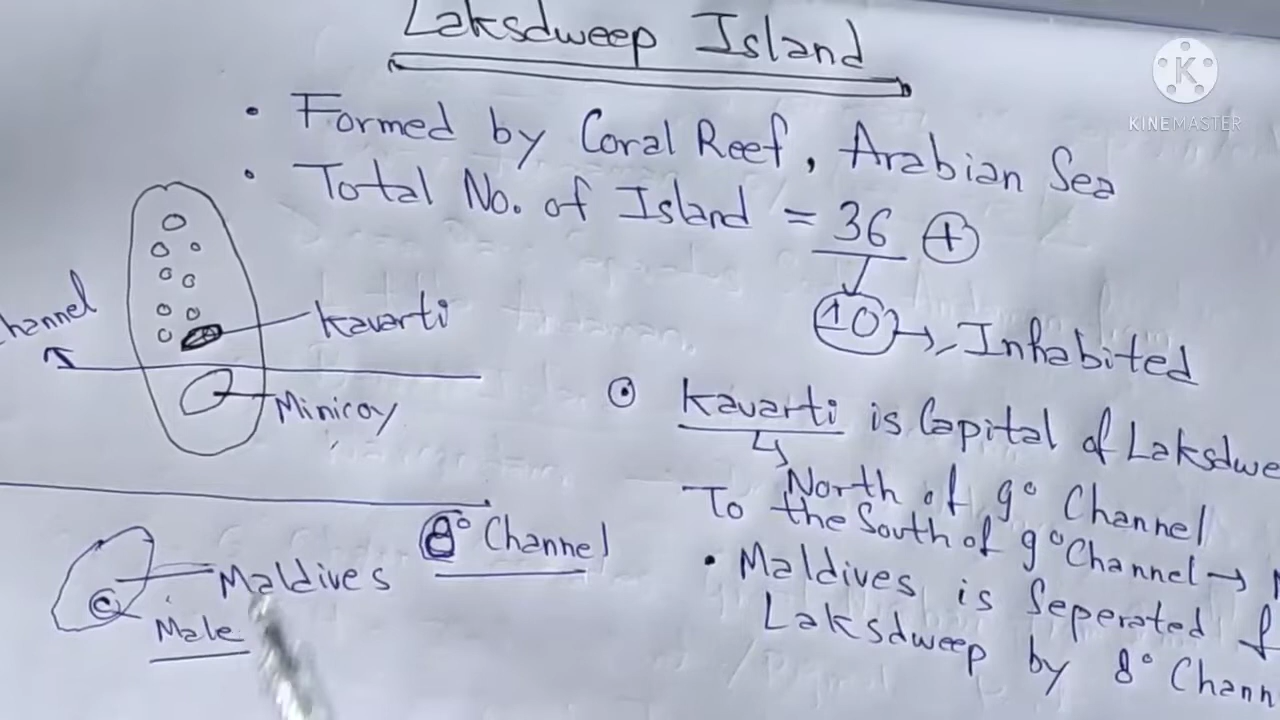 Laksdweep Island
K
KINEMASTER
• Formed by Coral Reef, Arabian Sea
• Total No. of Island = 36 +
10 → Inhabited
hannel
Kavarti
Minicoy
Kavarti is Capital of Laksdwe
North of 9° Channel
To the South of 9° Channel →
8° Channel
• Maldives is Seperated f
Laksdweep by 8° Chann
Maldives
Male